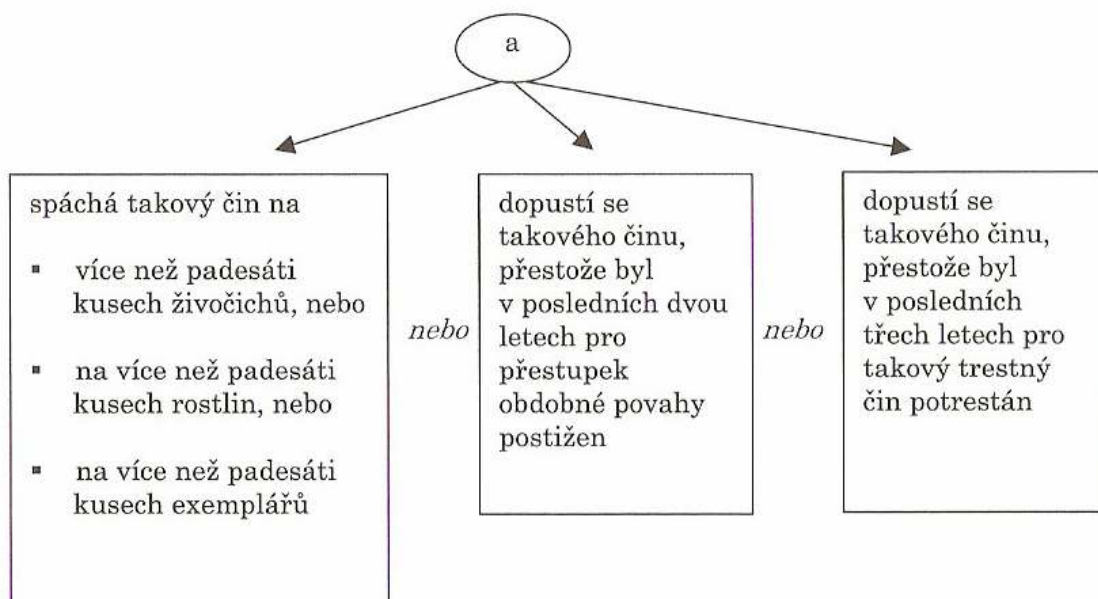 a
spáchá takový čin na
▪ více než padesáti
kusech živočichů, nebo
▪ na více než padesáti
kusech rostlin, nebo
▪ na více než padesáti
kusech exemplářů
nebo
dopustí se
takového činu,
přestože byl
v posledních dvou
letech pro
přestupek
obdobné povahy
postižen
nebo
dopustí se
takového činu,
přestože byl
v posledních
třech letech pro
takový trestný
čin potrestán